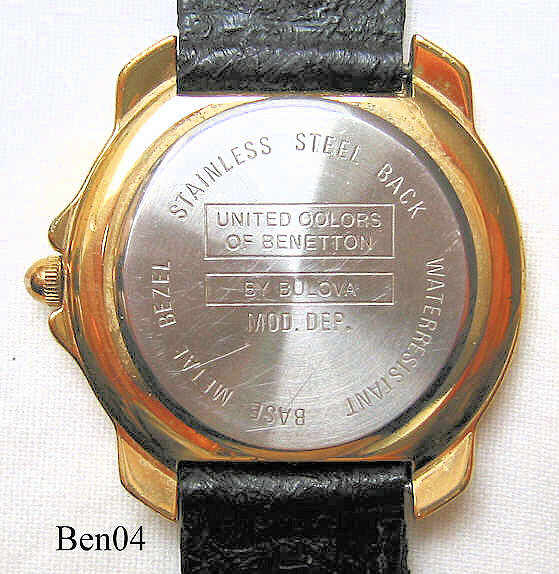 STAINLESS STEEL BACK
WATERRESISTANT
BASE METAL BEZEL
UNITED COLORS
OF BENETTON
BY BULOVA
MOD. DEP.
Ben04